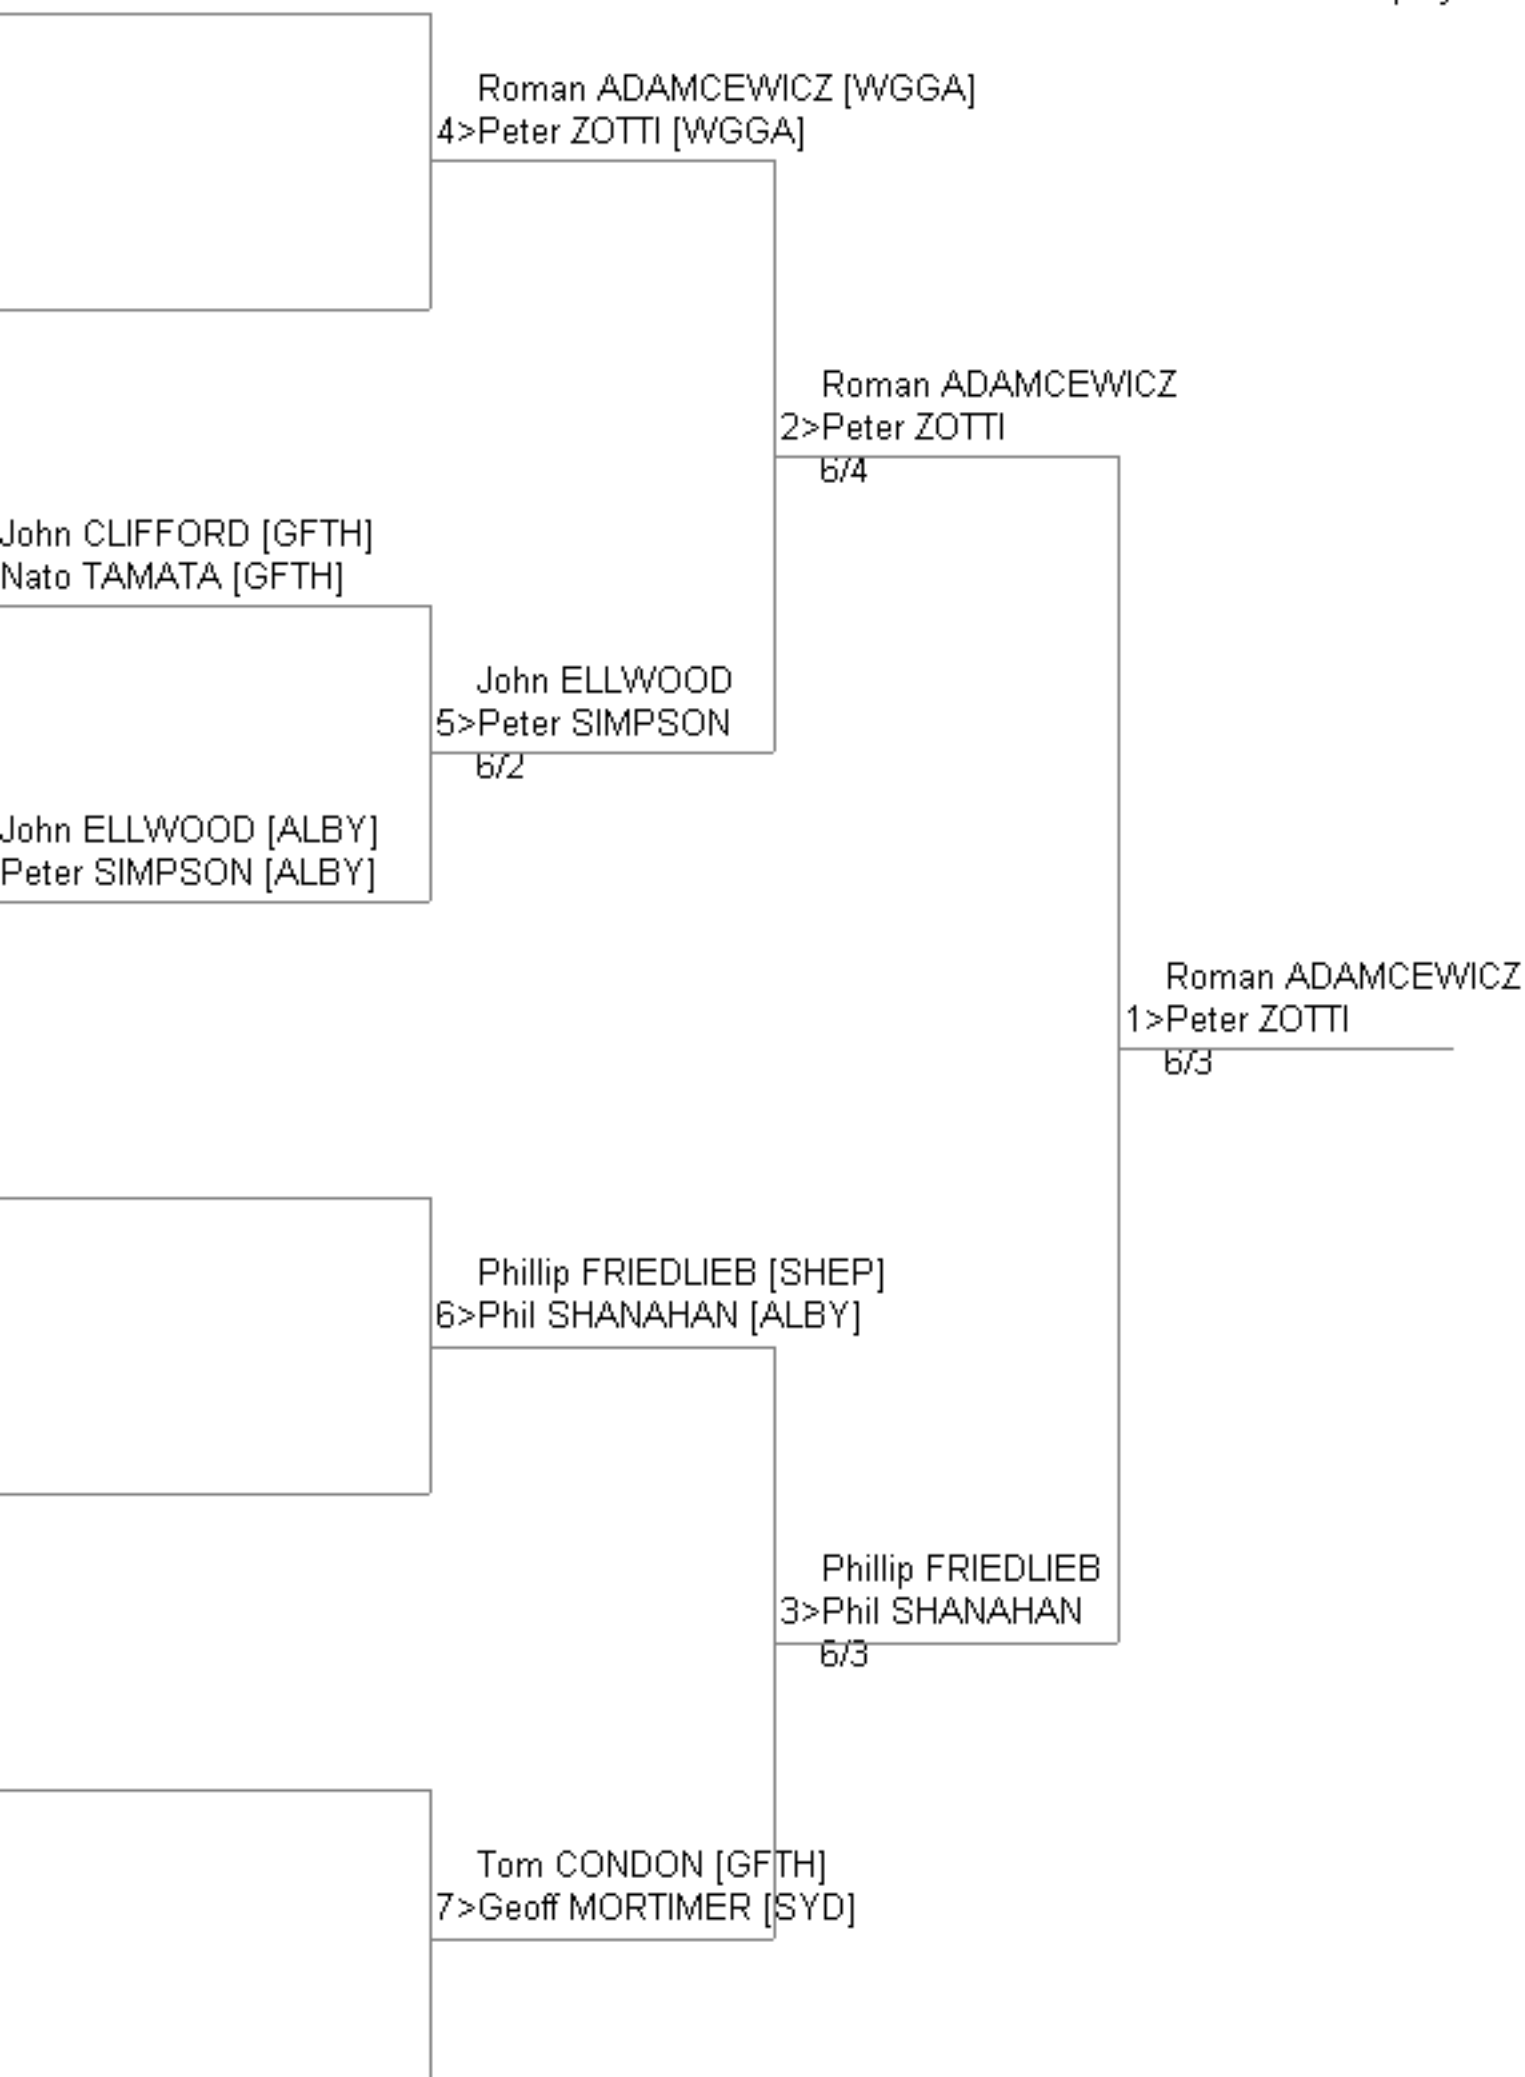 Roman ADAMCEWICZ [WGGA]
4>Peter ZOTTI [WGGA]
Roman ADAMCEWICZ
2>Peter ZOTTI
6/4
John CLIFFORD [GFTH]
Nato TAMATA [GFTH]
John ELLWOOD
5>Peter SIMPSON
6/2
John ELLWOOD [ALBY]
Peter SIMPSON [ALBY]
Roman ADAMCEWICZ
1>Peter ZOTTI
6/3
Phillip FRIEDLIEB [SHEP]
6>Phil SHANAHAN [ALBY]
Phillip FRIEDLIEB
3>Phil SHANAHAN
6/3
Tom CONDON [GFTH]
7>Geoff MORTIMER [SYD]